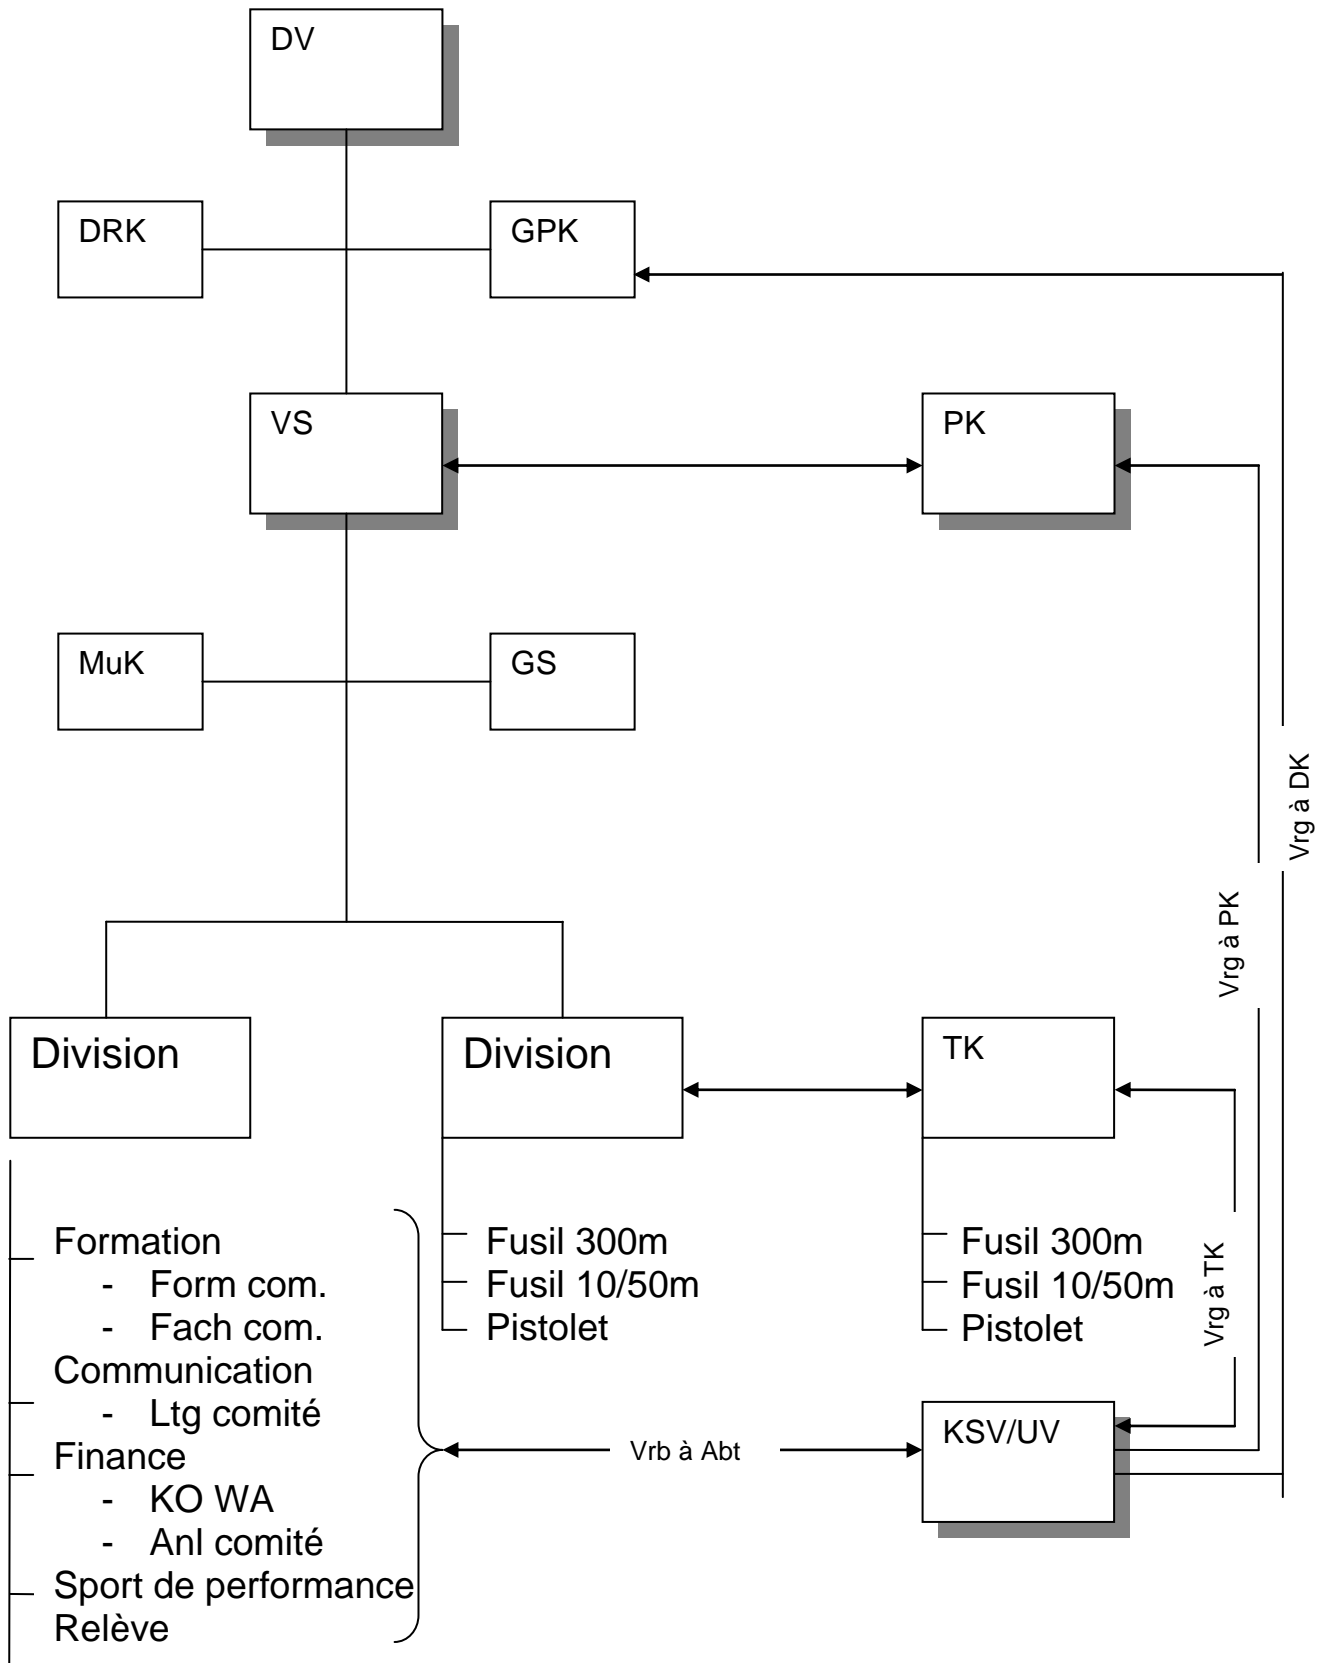 DV
DRK
GPK
VS
PK
MuK
GS
Vrg à DK
Vrg à PK
Division
Division
TK
Formation
- Form com.
- Fach com.
Communication
- Ltg comité
Finance
- KO WA
- Anl comité
Sport de performance
Relève
Fusil 300m
Fusil 10/50m
Pistolet
Fusil 300m
Fusil 10/50m
Pistolet
Vrg à TK
Vrb à Abt
KSV/UV